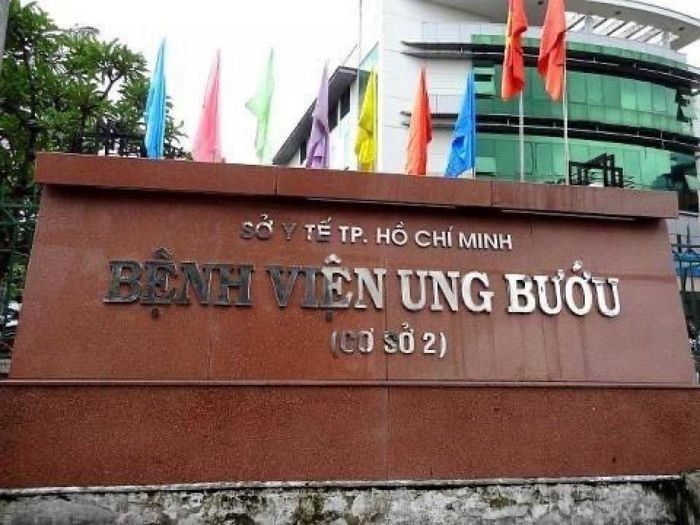 SỞ Y TẾ TP. HỒ CHÍ MINH
BỆNH VIỆN UNG BƯỚU
(CƠ SỞ 2)